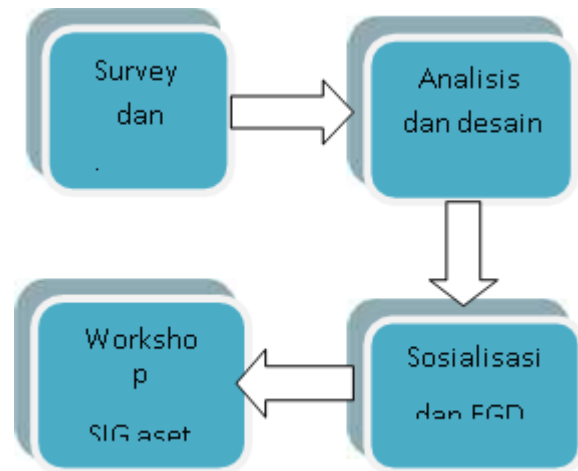 Survey
dan
Analisis
dan desain
Sosialisasi
dan FGD
Worksho
p
SIG aset